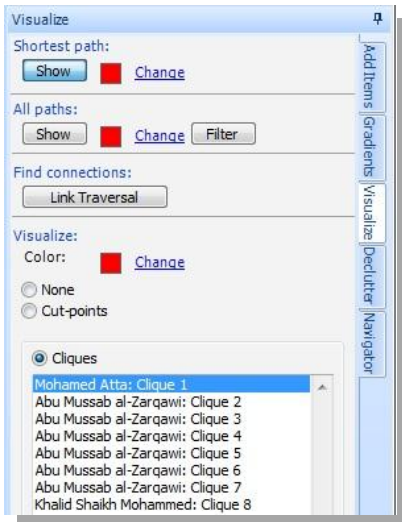 Visualize
Shortest path:
Show Change
All paths:
Show Change Filter
Find connections:
Link Traversal
Visualize:
Color: Change
None
Cut-points
Cliques
Mohamed Atta: Clique 1
Abu Mussab al-Zarqawi: Clique 2
Abu Mussab al-Zarqawi: Clique 3
Abu Mussab al-Zarqawi: Clique 4
Abu Mussab al-Zarqawi: Clique 5
Abu Mussab al-Zarqawi: Clique 6
Abu Mussab al-Zarqawi: Clique 7
Khalid Shaikh Mohammed: Clique 8
Add Items
Gradients
Visualize
Declutter
Navigator